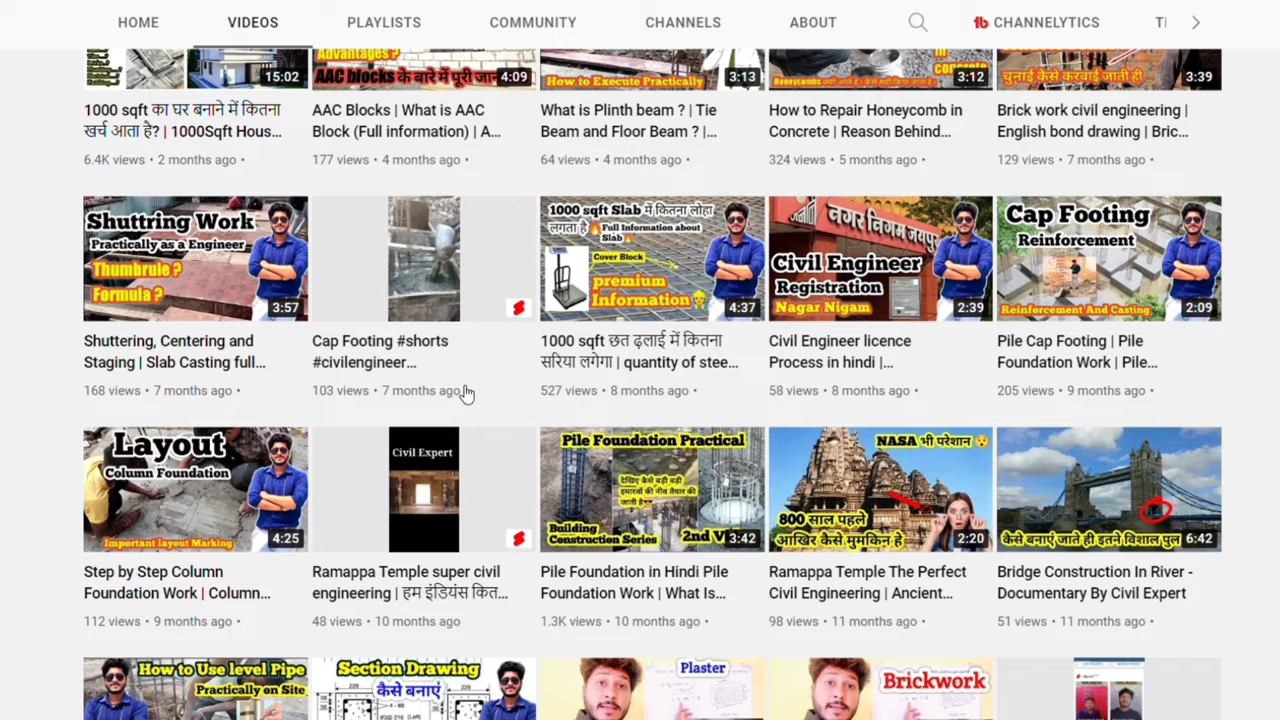 HOME
VIDEOS
PLAYLISTS
COMMUNITY
CHANNELS
ABOUT
CHANNELYTICS
15:02
Advantages ?
AAC blocks के बारे में पूरी जान
4:09
How to Execute Practically
3:13
3:12
चुनाई कैसे करवाई जाती ही
3:39
1000 sqft का घर बनाने में कितना
खर्च आता है? | 1000Sqft Hous...
6.4K views • 2 months ago •
AAC Blocks | What is AAC
Block (Full information) | A...
177 views • 4 months ago •
What is Plinth beam ? | Tie
Beam and Floor Beam ? |...
64 views • 4 months ago •
How to Repair Honeycomb in
Concrete | Reason Behind...
324 views • 5 months ago •
Brick work civil engineering |
English bond drawing | Bric...
129 views • 7 months ago •
Shuttring Work
Practically as a Engineer
Thumbrule ?
Formula ?
3:57
1000 sqft Slab में कितना लोहा
लगता है
Full Information about
Slab
Cover Block
premium
Information
4:37
नगर निगम जयपुर
Civil Engineer
Registration
Nagar Nigam
2:39
Cap Footing
Reinforcement
Reinforcement And Casting
2:09
Shuttering, Centering and
Staging | Slab Casting full...
168 views • 7 months ago •
Cap Footing #shorts
#civilengineer...
103 views • 7 months ago
1000 sqft छत ढ़लाई में कितना
सरिया लगेगा | quantity of stee...
527 views • 8 months ago •
Civil Engineer licence
Process in hindi |...
58 views • 8 months ago •
Pile Cap Footing | Pile
Foundation Work | Pile...
205 views • 9 months ago •
Layout
Column Foundation
Important layout Marking
4:25
Civil Expert
Pile Foundation Practical
देखिए कैसे बड़ी बड़ी
इमारतों की नीव तैयार की
जाती है
Building
Construction Series
2nd V
3:42
NASA भी परेशान
800 साल पहले
आखिर कैसे मुमकिन हे
2:20
कैसे बनाएं जाते ही इतने विशाल पुल
6:42
Step by Step Column
Foundation Work | Column...
112 views • 9 months ago •
Ramappa Temple super civil
engineering | हम इंडियंस कित...
48 views • 10 months ago
Pile Foundation in Hindi Pile
Foundation Work | What Is...
1.3K views • 10 months ago •
Ramappa Temple The Perfect
Civil Engineering | Ancient...
98 views • 11 months ago •
Bridge Construction In River -
Documentary By Civil Expert
51 views • 11 months ago •
How to Use level Pipe
Practically on Site
Section Drawing
कैसे बनाएं
Plaster
Brickwork